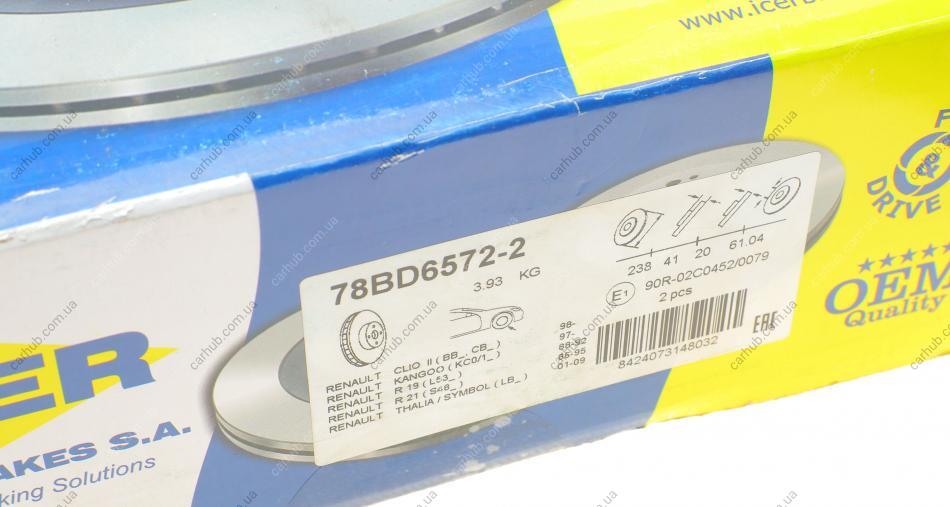 www.icer
78BD6572-2
3.93 KG
238 41 20 61.04
E1 90R-02C0452/0079
2 pcs
RENAULT CLIO II ( BB_, CB_ ) 98-
RENAULT KANGOO ( KC0/1_ ) 97-
RENAULT R 19 ( L53_ ) 88-92
RENAULT R 21 ( S48_ ) 85-95
RENAULT THALIA / SYMBOL ( LB_ ) 01-09
8424073148032
EAC
DRIVE
OEM
Quality
ER
AKES S.A.
king Solutions
carhub.com.ua